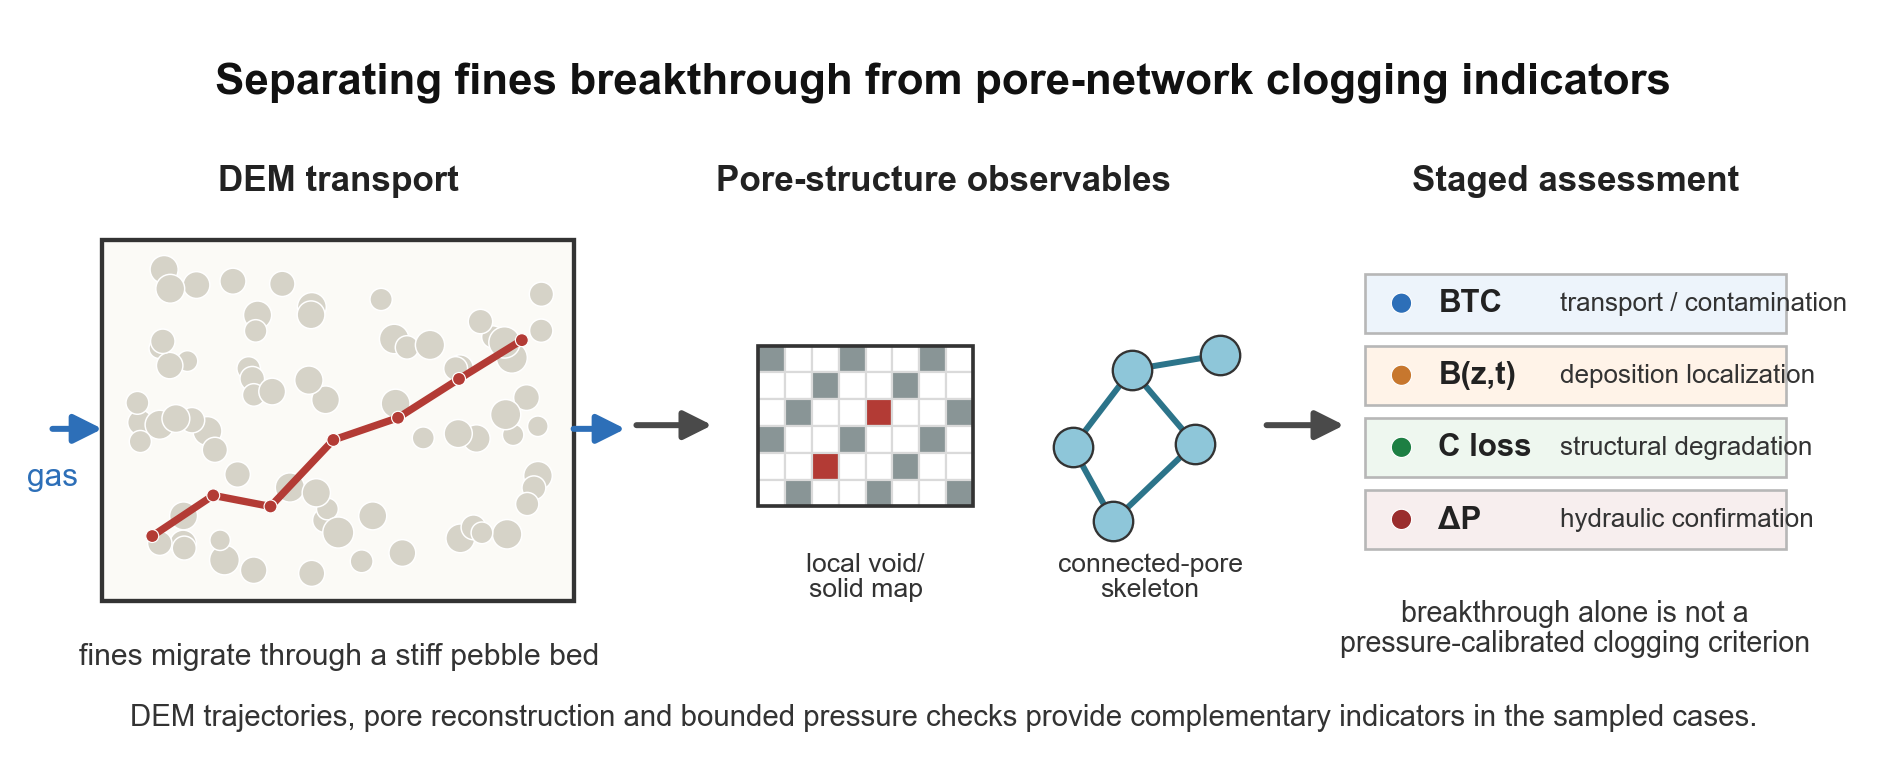 Separating fines breakthrough from pore-network clogging indicators
DEM transport
Pore-structure observables
Staged assessment
gas
fines migrate through a stiff pebble bed
local void/
solid map
connected-pore
skeleton
BTC transport / contamination
B(z,t) deposition localization
C loss structural degradation
ΔP hydraulic confirmation
breakthrough alone is not a
pressure-calibrated clogging criterion
DEM trajectories, pore reconstruction and bounded pressure checks provide complementary indicators in the sampled cases.